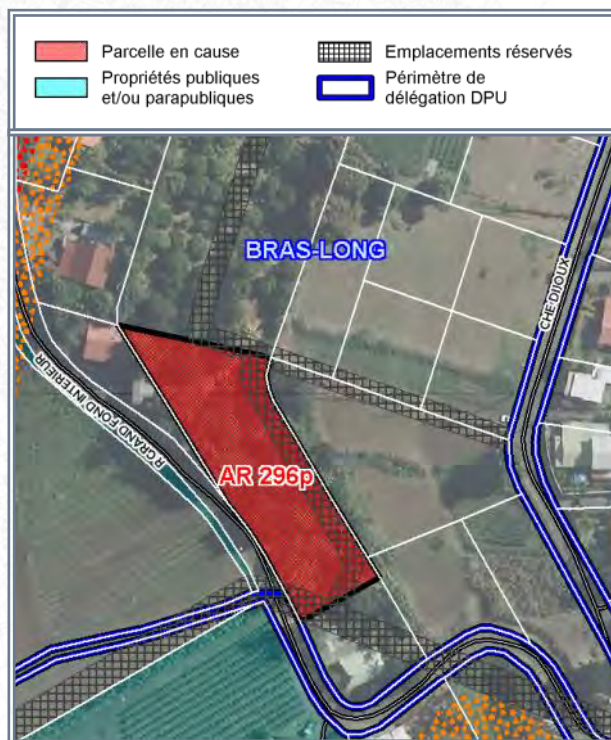 Parcelle en cause
Emplacements réservés
Propriétés publiques
et/ou parapubliques
Périmètre de
délégation DPU
BRAS-LONG
CHE DIJOUX
R GRAND FOND INTERIEUR
AR 296p